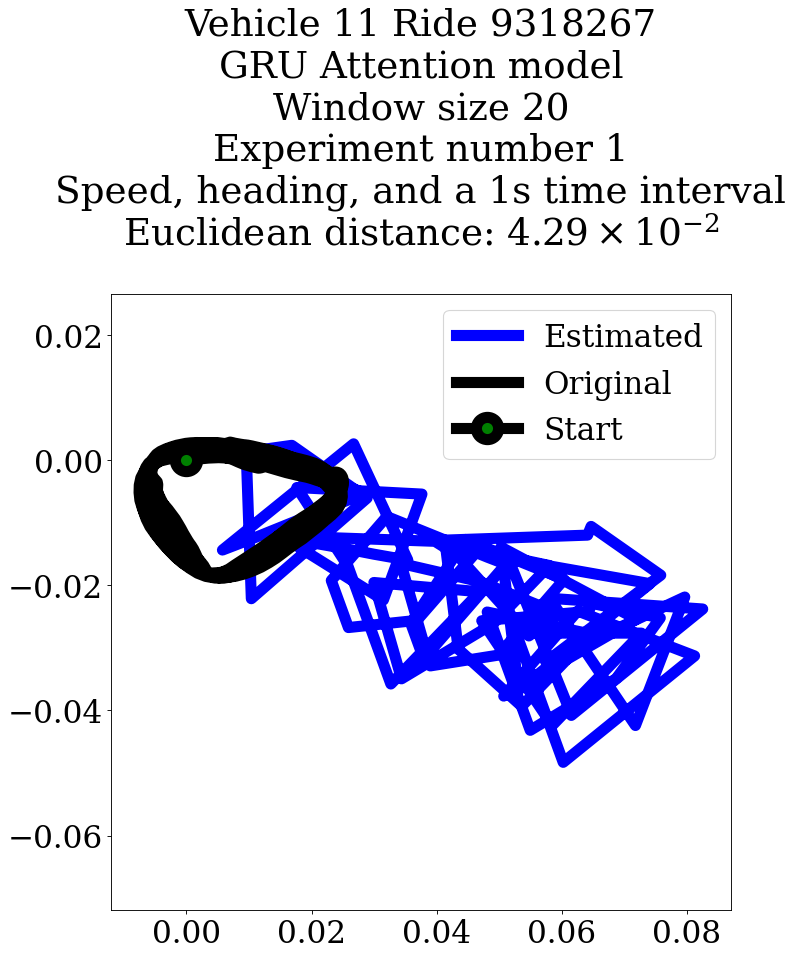 Vehicle 11 Ride 9318267
GRU Attention model
Window size 20
Experiment number 1
Speed, heading, and a 1s time interval
Euclidean distance: 4.29 × 10⁻²
Estimated
Original
Start
0.02
0.00
−0.02
−0.04
−0.06
0.00 0.02 0.04 0.06 0.08